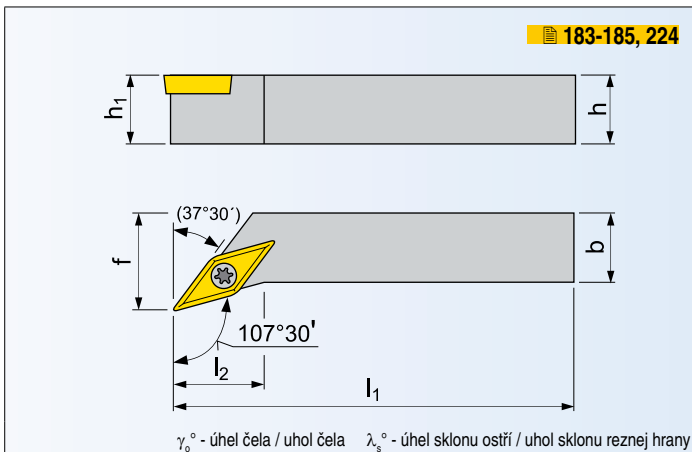 183-185, 224
h1
h
(37°30´)
f
b
107°30'
l2
l1
γo° - úhel čela / uhol čela λs° - úhel sklonu ostří / uhol sklonu reznej hrany